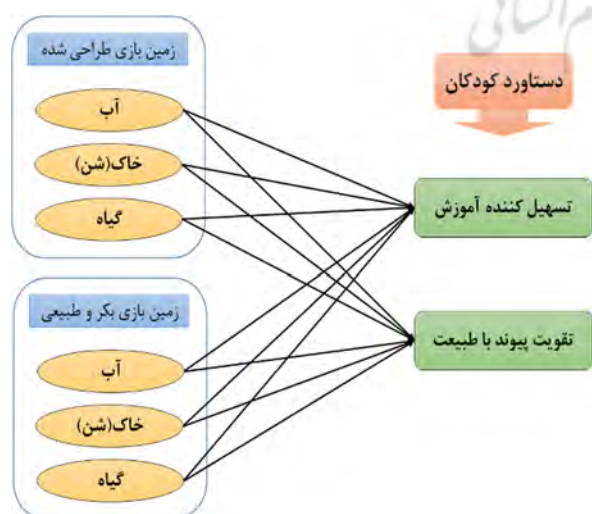 زمین بازی طراحی شده
آب
خاک(شن)
گیاه
زمین بازی بکر و طبیعی
آب
خاک(شن)
گیاه
دستاورد کودکان
تسهیل کننده آموزش
تقویت پیوند با طبیعت